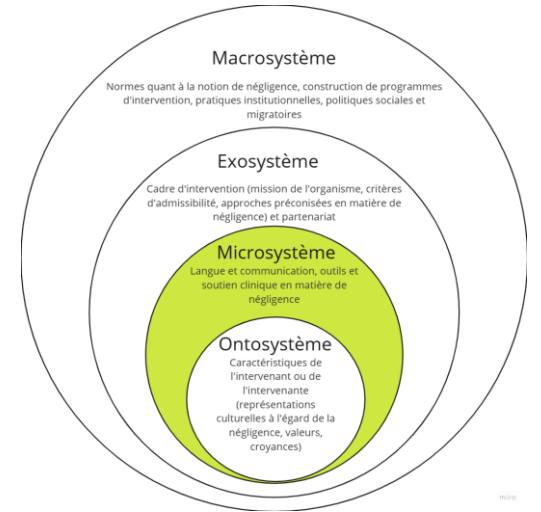 Macrosystème
Normes quant à la notion de négligence, construction de programmes
d'intervention, pratiques institutionnelles, politiques sociales et
migratoires
Exosystème
Cadre d'intervention (mission de l'organisme, critères
d'admissibilité, approches préconisées en matière de
négligence) et partenariat
Microsystème
Langue et communication, outils et
soutien clinique en matière de
négligence
Ontosystème
Caractéristiques de
l'intervenant ou de
l'intervenante
(représentations
culturelles à l'égard de la
négligence, valeurs,
croyances)
miro